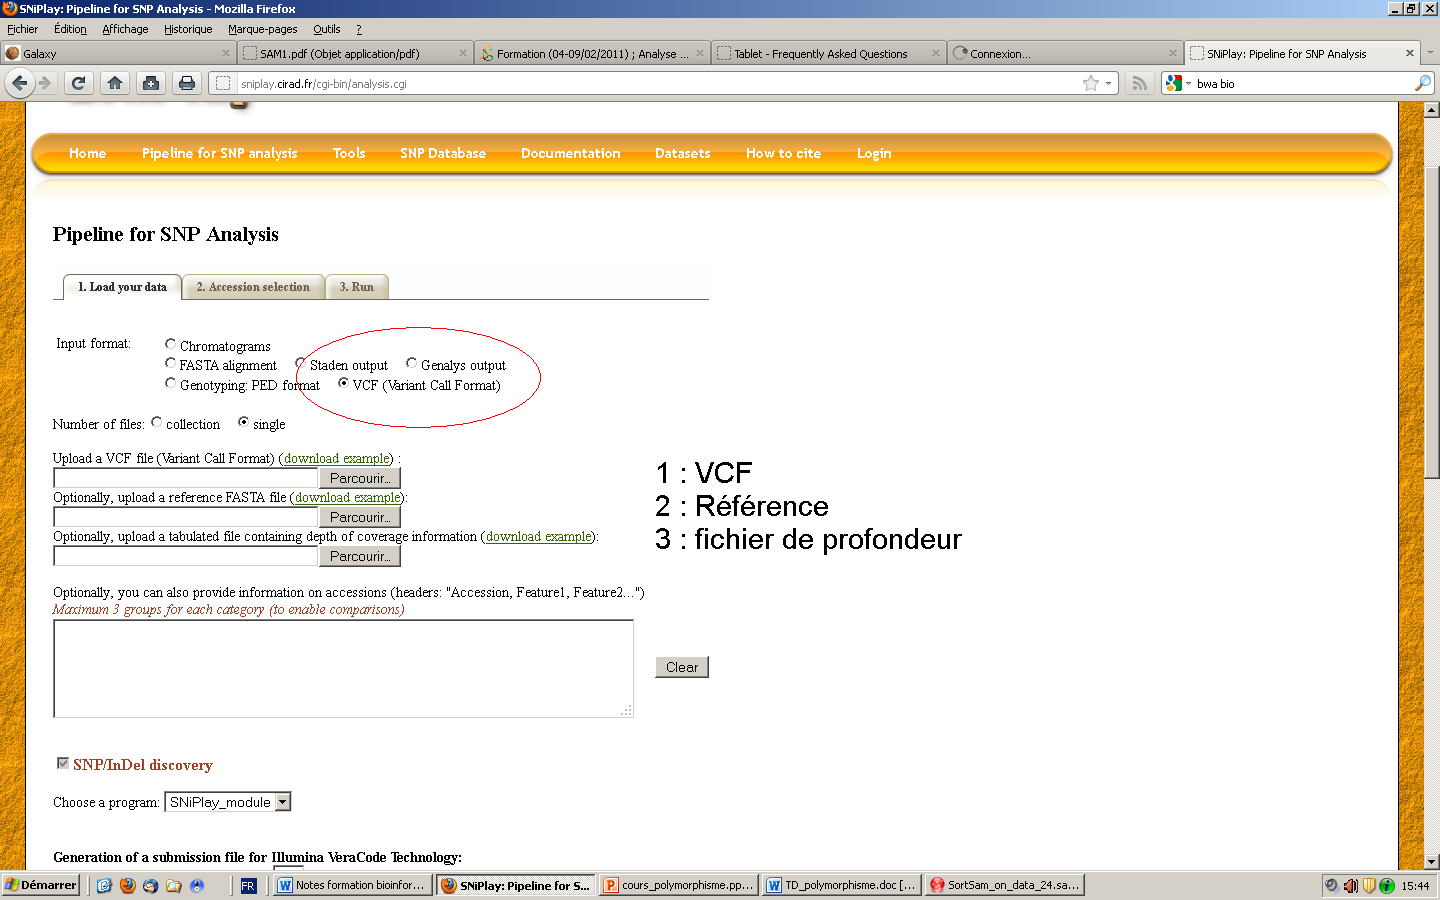 SNiPlay: Pipeline for SNP Analysis - Mozilla Firefox
Fichier Édition Affichage Historique Marque-pages Outils ?
Galaxy SAM1.pdf (Objet application/pdf) Formation (04-09/02/2011) ; Analyse ... Tablet - Frequently Asked Questions Connexion... SNiPlay: Pipeline for SNP Analysis
sniplay.cirad.fr/cgi-bin/analysis.cgi bwa bio
Home Pipeline for SNP analysis Tools SNP Database Documentation Datasets How to cite Login
Pipeline for SNP Analysis
1. Load your data 2. Accession selection 3. Run
Input format: Chromatograms
FASTA alignment Staden output Genalys output
Genotyping: PED format VCF (Variant Call Format)
Number of files: collection single
Upload a VCF file (Variant Call Format) (download example) :
Parcourir...
Optionally, upload a reference FASTA file (download example):
Parcourir...
Optionally, upload a tabulated file containing depth of coverage information (download example):
Parcourir...
1 : VCF
2 : Référence
3 : fichier de profondeur
Optionally, you can also provide information on accessions (headers: "Accession, Feature1, Feature2...")
Maximum 3 groups for each category (to enable comparisons)
Clear
SNP/InDel discovery
Choose a program: SNiPlay_module
Generation of a submission file for Illumina VeraCode Technology:
Démarrer FR Notes formation bioinfor... SNiPlay: Pipeline for S... cours_polymorphisme.pp... TD_polymorphisme.doc [... SortSam_on_data_24.sa... 15:44